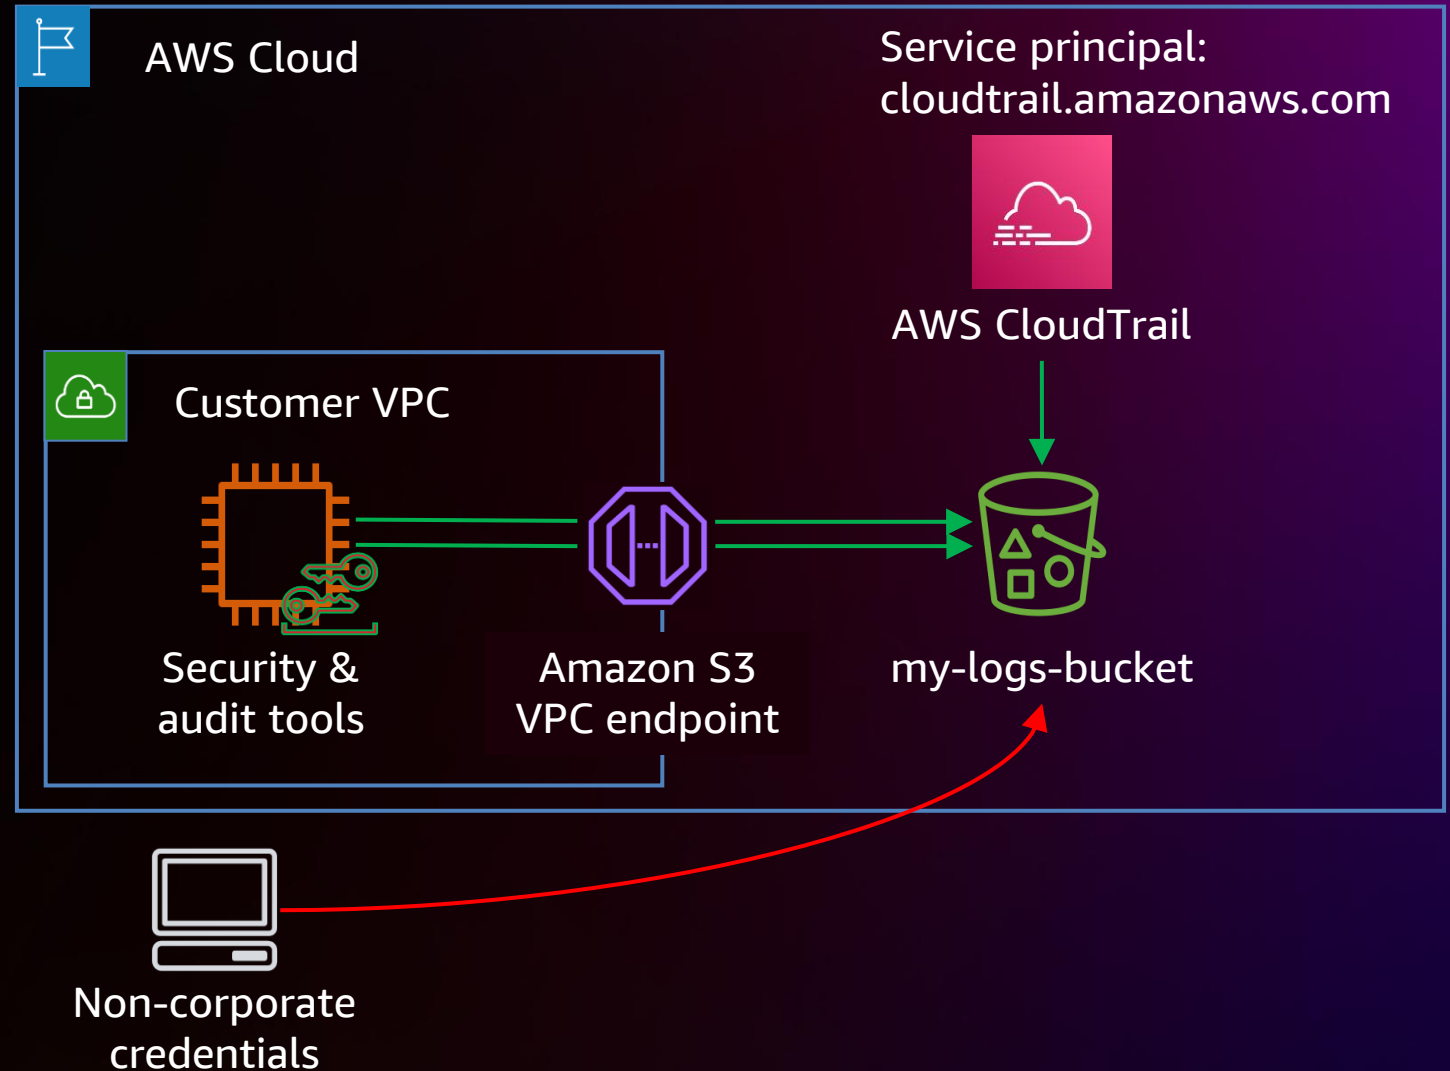 AWS Cloud
Service principal:
cloudtrail.amazonaws.com
AWS CloudTrail
Customer VPC
Security &
audit tools
Amazon S3
VPC endpoint
my-logs-bucket
Non-corporate
credentials